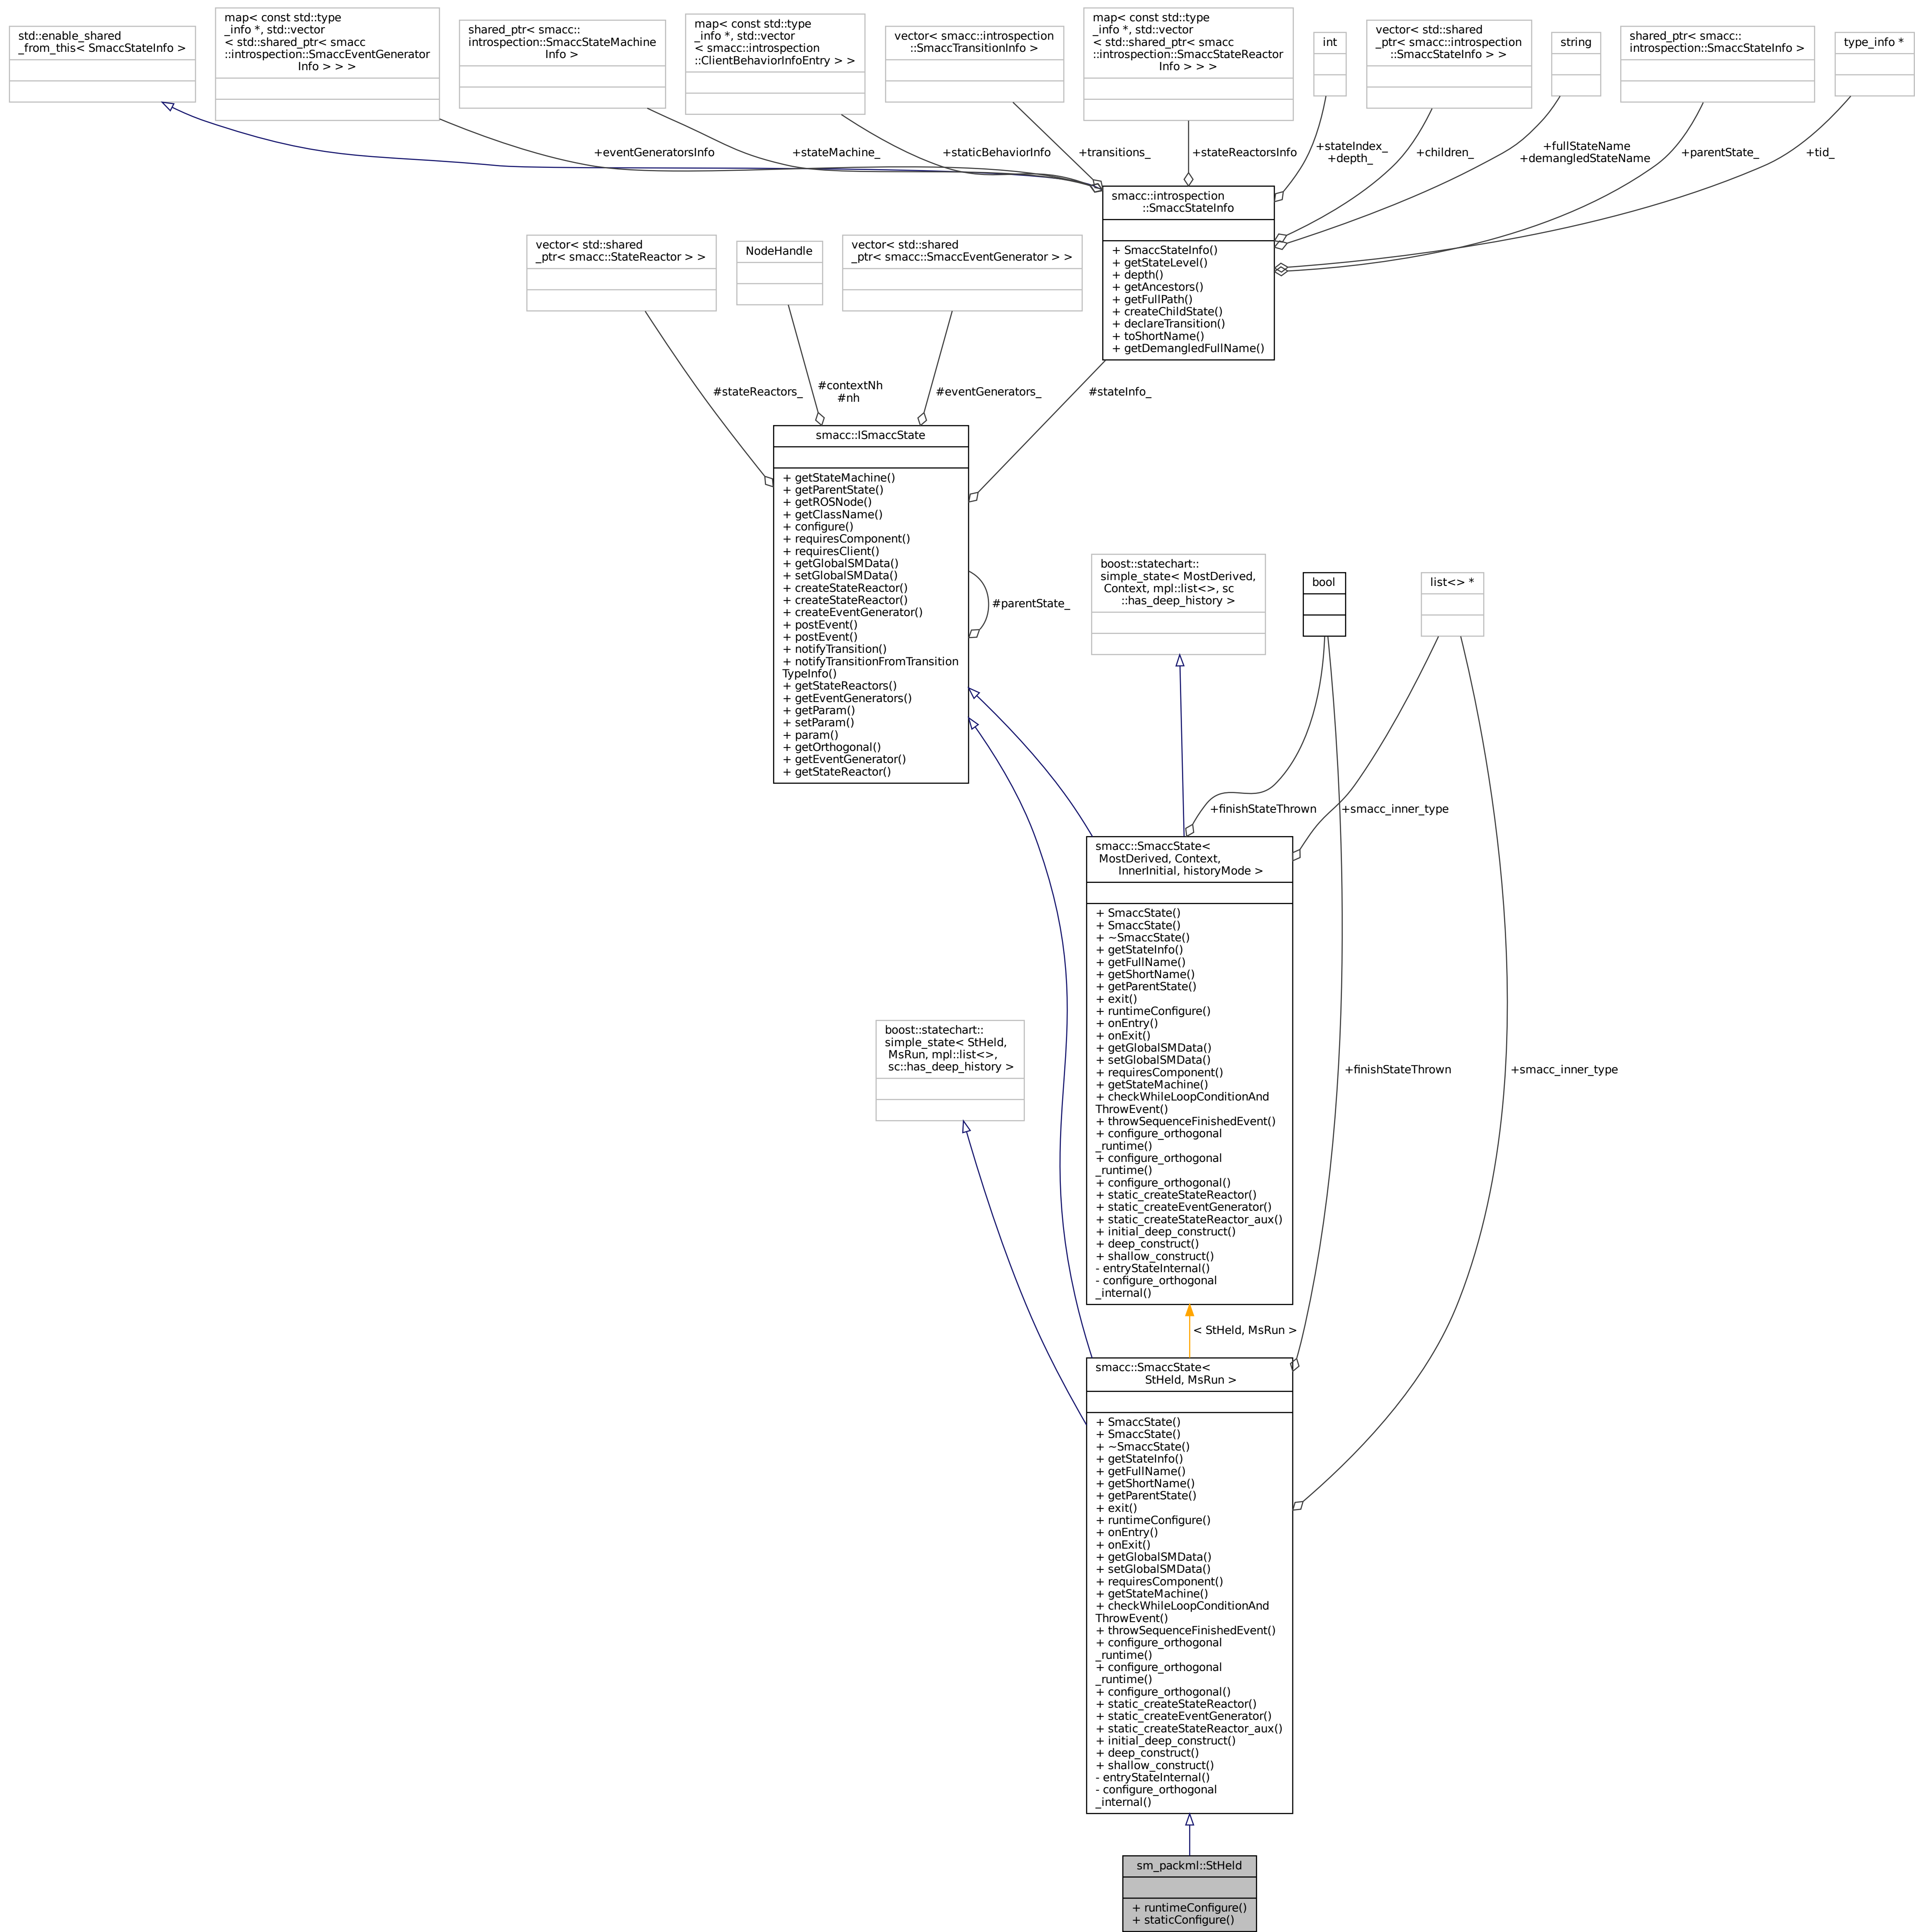 std::enable_shared
_from_this< SmaccStateInfo >
map< const std::type
_info *, std::vector
< std::shared_ptr< smacc
::introspection::SmaccEventGenerator
Info > > >
shared_ptr< smacc::
introspection::SmaccStateMachine
Info >
map< const std::type
_info *, std::vector
< smacc::introspection
::ClientBehaviorInfoEntry > >
vector< smacc::introspection
::SmaccTransitionInfo >
map< const std::type
_info *, std::vector
< std::shared_ptr< smacc
::introspection::SmaccStateReactor
Info > > >
int
vector< std::shared
_ptr< smacc::introspection
::SmaccStateInfo > >
string
shared_ptr< smacc::
introspection::SmaccStateInfo >
type_info *
+eventGeneratorsInfo
+stateMachine_
+staticBehaviorInfo
+transitions_
+stateReactorsInfo
+stateIndex_
+depth_
+children_
+fullStateName
+demangledStateName
+parentState_
+tid_
smacc::introspection
::SmaccStateInfo
+ SmaccStateInfo()
+ getStateLevel()
+ depth()
+ getAncestors()
+ getFullPath()
+ createChildState()
+ declareTransition()
+ toShortName()
+ getDemangledFullName()
vector< std::shared
_ptr< smacc::StateReactor > >
NodeHandle
vector< std::shared
_ptr< smacc::SmaccEventGenerator > >
#stateReactors_
#contextNh
#nh
#eventGenerators_
#stateInfo_
smacc::ISmaccState
+ getStateMachine()
+ getParentState()
+ getROSNode()
+ getClassName()
+ configure()
+ requiresComponent()
+ requiresClient()
+ getGlobalSMData()
+ setGlobalSMData()
+ createStateReactor()
+ createStateReactor()
+ createEventGenerator()
+ postEvent()
+ postEvent()
+ notifyTransition()
+ notifyTransitionFromTransition
TypeInfo()
+ getStateReactors()
+ getEventGenerators()
+ getParam()
+ setParam()
+ param()
+ getOrthogonal()
+ getEventGenerator()
+ getStateReactor()
#parentState_
boost::statechart::
simple_state< MostDerived,
Context, mpl::list<>, sc
::has_deep_history >
bool
list<> *
+finishStateThrown
+smacc_inner_type
smacc::SmaccState<
MostDerived, Context,
InnerInitial, historyMode >
+ SmaccState()
+ SmaccState()
+ ~SmaccState()
+ getStateInfo()
+ getFullName()
+ getShortName()
+ getParentState()
+ exit()
+ runtimeConfigure()
+ onEntry()
+ onExit()
+ getGlobalSMData()
+ setGlobalSMData()
+ requiresComponent()
+ getStateMachine()
+ checkWhileLoopConditionAnd
ThrowEvent()
+ throwSequenceFinishedEvent()
+ configure_orthogonal
_runtime()
+ configure_orthogonal
_runtime()
+ configure_orthogonal()
+ static_createStateReactor()
+ static_createEventGenerator()
+ static_createStateReactor_aux()
+ initial_deep_construct()
+ deep_construct()
+ shallow_construct()
- entryStateInternal()
- configure_orthogonal
_internal()
boost::statechart::
simple_state< StHeld,
MsRun, mpl::list<>,
sc::has_deep_history >
+finishStateThrown
+smacc_inner_type
< StHeld, MsRun >
smacc::SmaccState<
StHeld, MsRun >
+ SmaccState()
+ SmaccState()
+ ~SmaccState()
+ getStateInfo()
+ getFullName()
+ getShortName()
+ getParentState()
+ exit()
+ runtimeConfigure()
+ onEntry()
+ onExit()
+ getGlobalSMData()
+ setGlobalSMData()
+ requiresComponent()
+ getStateMachine()
+ checkWhileLoopConditionAnd
ThrowEvent()
+ throwSequenceFinishedEvent()
+ configure_orthogonal
_runtime()
+ configure_orthogonal
_runtime()
+ configure_orthogonal()
+ static_createStateReactor()
+ static_createEventGenerator()
+ static_createStateReactor_aux()
+ initial_deep_construct()
+ deep_construct()
+ shallow_construct()
- entryStateInternal()
- configure_orthogonal
_internal()
sm_packml::StHeld
+ runtimeConfigure()
+ staticConfigure()